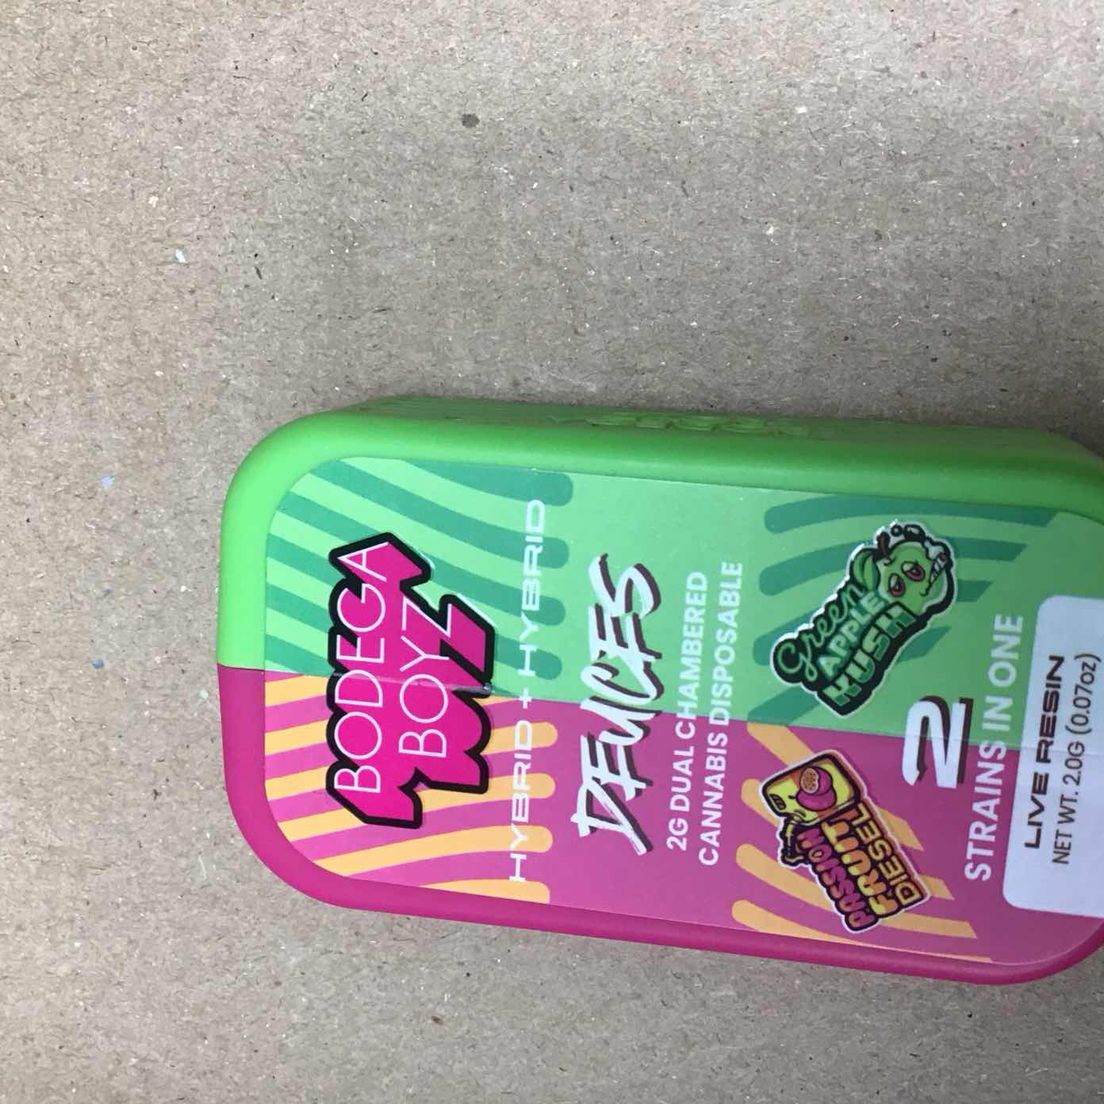 BODEGA
BOYZ
HYBRID + HYBRID
DEUCES
2G DUAL CHAMBERED
CANNABIS DISPOSABLE
PASSION
FRUIT
DIESEL
Green
APPLE
KUSH
2
STRAINS IN ONE
LIVE RESIN
NET WT. 2.0G (0.07oz)